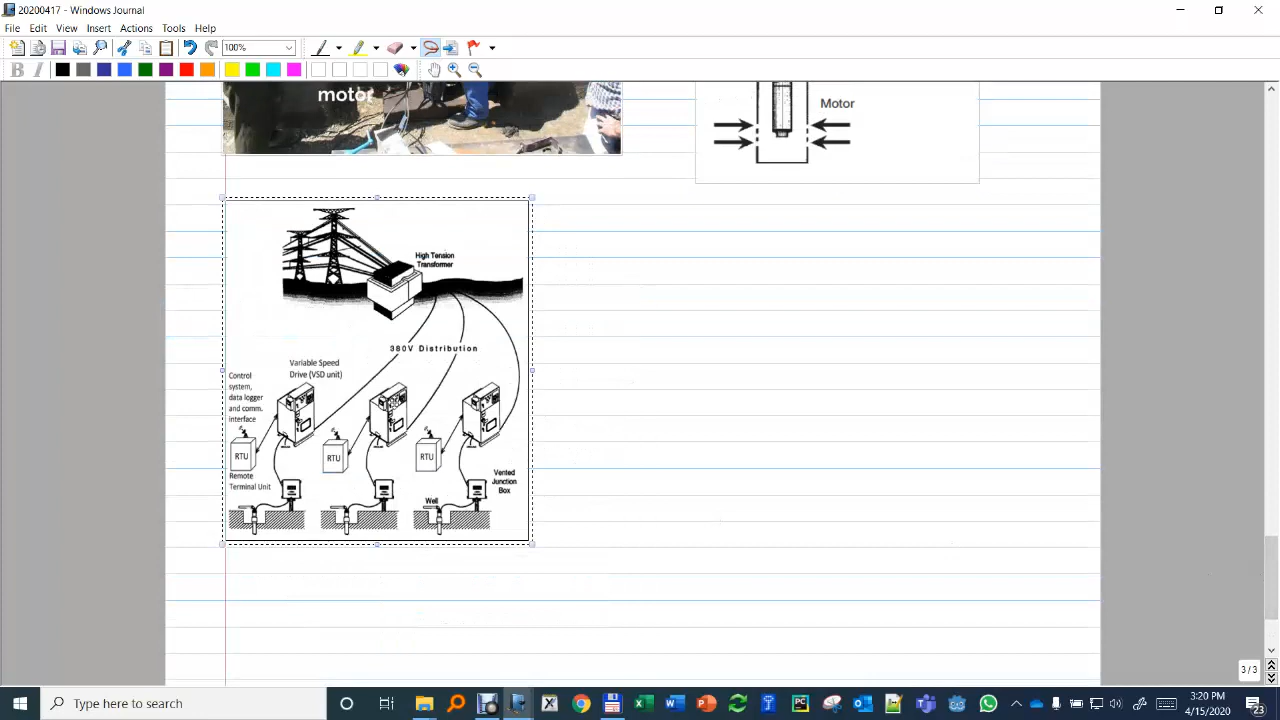 20200417 - Windows Journal
File Edit View Insert Actions Tools Help
100%
B I
motor
Motor
High Tension
Transformer
380V Distribution
Variable Speed
Drive (VSD unit)
Control
system,
data logger
and comm.
interface
RTU
RTU
RTU
Remote
Terminal Unit
Vented
Junction
Box
Well
3 / 3
Type here to search
3:20 PM
4/15/2020